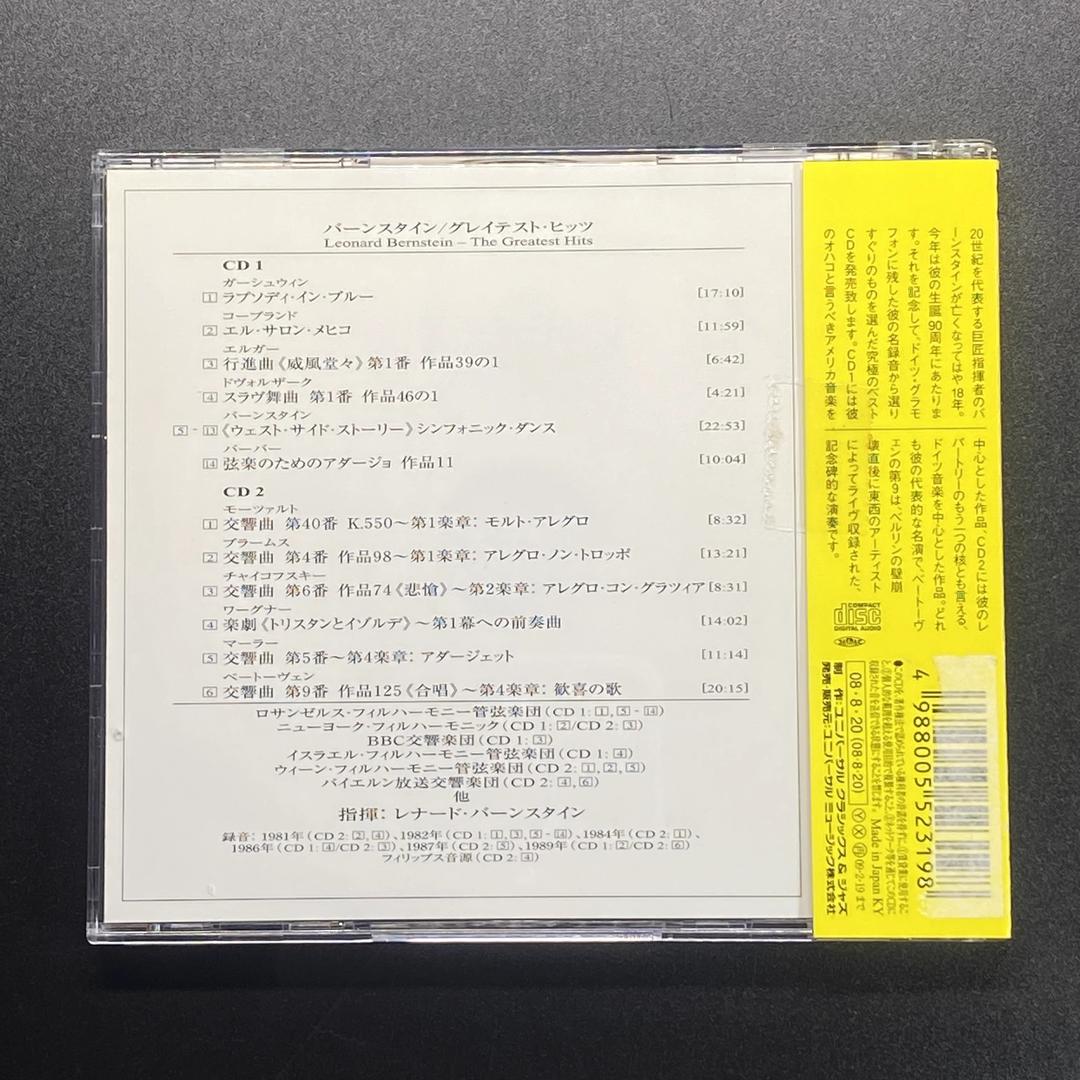 バーンスタイン/グレイテスト・ヒッツ
Leonard Bernstein – The Greatest Hits
CD 1
ガーシュウィン
1 ラプソディ・イン・ブルー [17:10]
コープランド
2 エル・サロン・メヒコ [11:59]
エルガー
3 行進曲《威風堂々》第1番 作品39の1 [6:42]
ドヴォルザーク
4 スラヴ舞曲 第1番 作品46の1 [4:21]
バーンスタイン
5 - 13 《ウェスト・サイド・ストーリー》シンフォニック・ダンス [22:53]
バーバー
14 弦楽のためのアダージョ 作品11 [10:04]
CD 2
モーツァルト
1 交響曲 第40番 K.550～第1楽章: モルト・アレグロ [8:32]
ブラームス
2 交響曲 第4番 作品98～第1楽章: アレグロ・ノン・トロッポ [13:21]
チャイコフスキー
3 交響曲 第6番 作品74《悲愴》～第2楽章: アレグロ・コン・グラツィア [8:31]
ワーグナー
4 楽劇《トリスタンとイゾルデ》～第1幕への前奏曲 [14:02]
マーラー
5 交響曲 第5番～第4楽章: アダージェット [11:14]
ベートーヴェン
6 交響曲 第9番 作品125《合唱》～第4楽章: 歓喜の歌 [20:15]
ロサンゼルス・フィルハーモニー管弦楽団(CD 1: 1, 5 - 14)
ニューヨーク・フィルハーモニック(CD 1: 2/CD 2: 3)
BBC交響楽団(CD 1: 3)
イスラエル・フィルハーモニー管弦楽団(CD 1: 4)
ウィーン・フィルハーモニー管弦楽団(CD 2: 1, 2, 5)
バイエルン放送交響楽団(CD 2: 4, 6)
他
指揮: レナード・バーンスタイン
録音: 1981年(CD 2: 2, 4)、1982年(CD 1: 1, 3, 5 - 14)、1984年(CD 2: 1)、
1986年(CD 1: 4/CD 2: 3)、1987年(CD 2: 5)、1989年(CD 1: 2/CD 2: 6)
フィリップス音源(CD 2: 4)
20世紀を代表する巨匠指揮者のバ
ーンスタインが亡くなってはや18年。
今年は彼の生誕90周年にあたりま
す。それを記念して、ドイツ・グラモ
フォンに残した彼の名録音から選り
すぐりのものを選んだ究極のベスト
CDを発売致します。CD1には彼
のオハコと言うべきアメリカ音楽を
中心とした作品、CD2には彼のレ
パートリーのもう一つの核とも言える、
ドイツ音楽を中心とした作品。どれ
も彼の代表的な名演で、ベートーヴ
ェンの第9は、ベルリンの壁崩
壊直後に東西のアーティスト
によってライヴ収録された、
記念碑的な演奏です。
COMPACT
disc
DIGITAL AUDIO
4 988005 523198
Made in Japan KY
08・8・20 (08・8・20) Y X 09・2・19まで
制作:ユニバーサル クラシックス & ジャズ
発売・販売元:ユニバーサル ミュージック株式会社